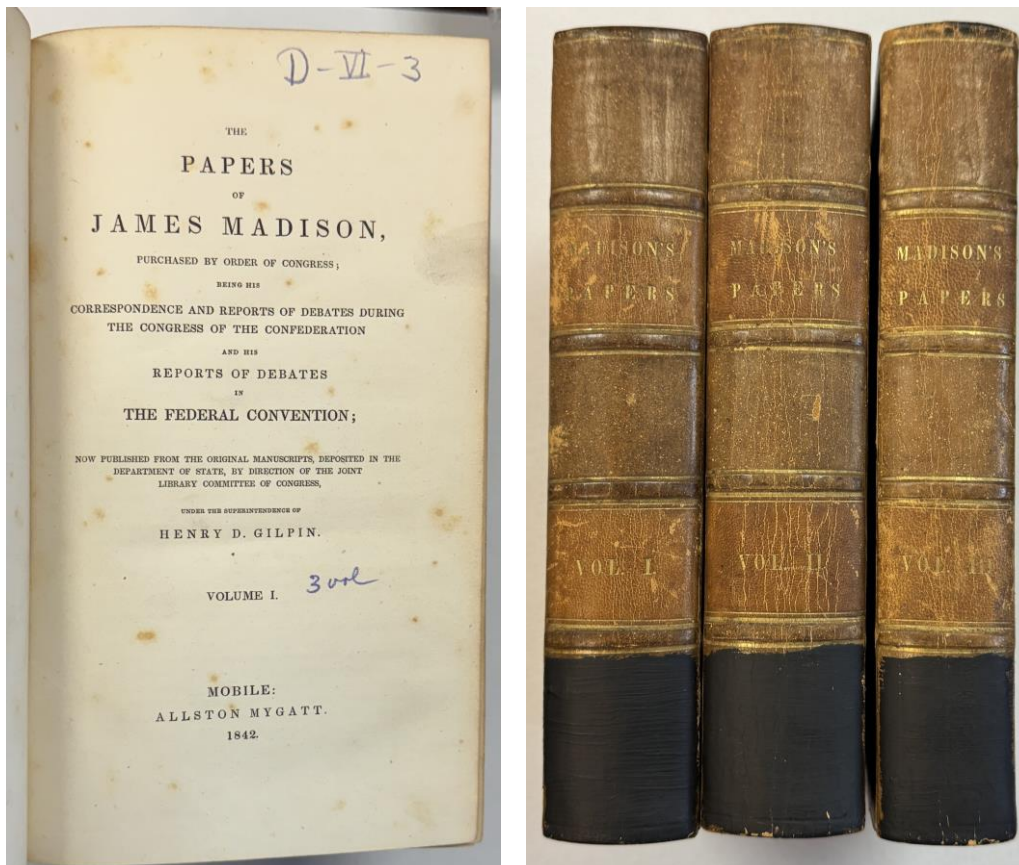 D-VI-3
THE
PAPERS
OF
JAMES MADISON,
PURCHASED BY ORDER OF CONGRESS;
BEING HIS
CORRESPONDENCE AND REPORTS OF DEBATES DURING
THE CONGRESS OF THE CONFEDERATION
AND HIS
REPORTS OF DEBATES
IN
THE FEDERAL CONVENTION;
NOW PUBLISHED FROM THE ORIGINAL MANUSCRIPTS, DEPOSITED IN THE
DEPARTMENT OF STATE, BY DIRECTION OF THE JOINT
LIBRARY COMMITTEE OF CONGRESS,
UNDER THE SUPERINTENDENCE OF
HENRY D. GILPIN.
VOLUME I. 3 vol
MOBILE:
ALLSTON MYGATT.
1842.
MADISON'S
PAPERS
VOL. I.
MADISON'S
PAPERS
VOL. II.
MADISON'S
PAPERS
VOL. III.